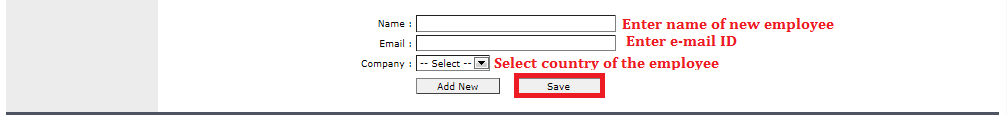 Name : Enter name of new employee
Email : Enter e-mail ID
Company : -- Select -- Select country of the employee
Add New Save